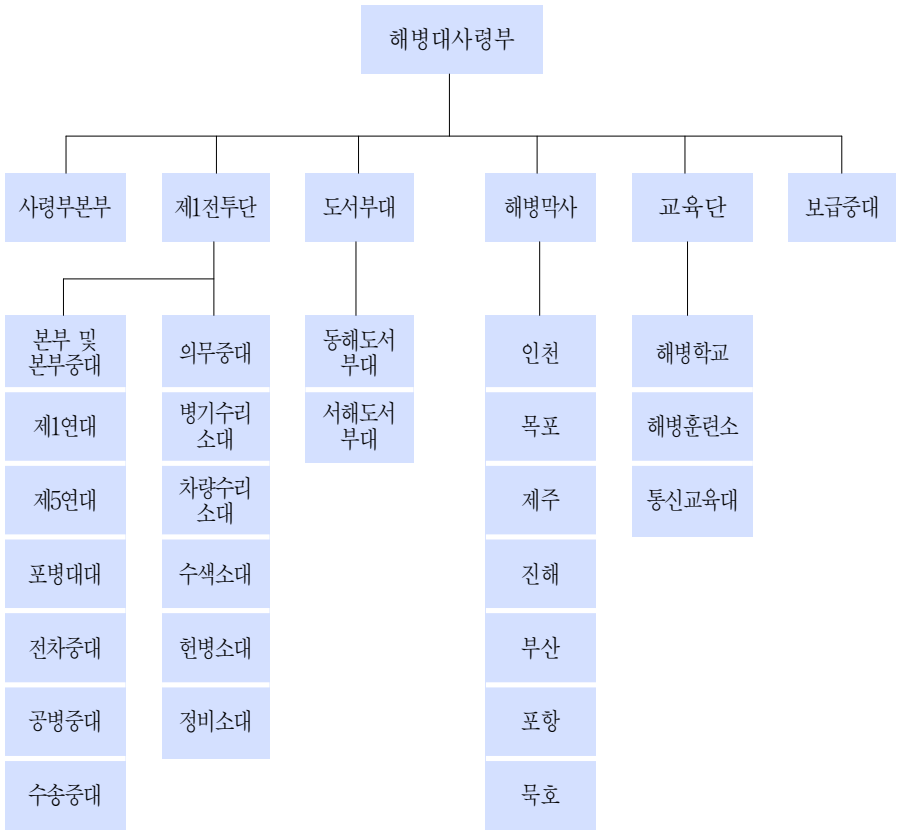 해병대사령부
사령부본부
제1전투단
도서부대
해병막사
교육단
보급중대
본부 및
본부중대
제1연대
제5연대
포병대대
전차중대
공병중대
수송중대
의무중대
병기수리
소대
차량수리
소대
수색소대
헌병소대
정비소대
동해도서
부대
서해도서
부대
인천
목포
제주
진해
부산
포항
묵호
해병학교
해병훈련소
통신교육대